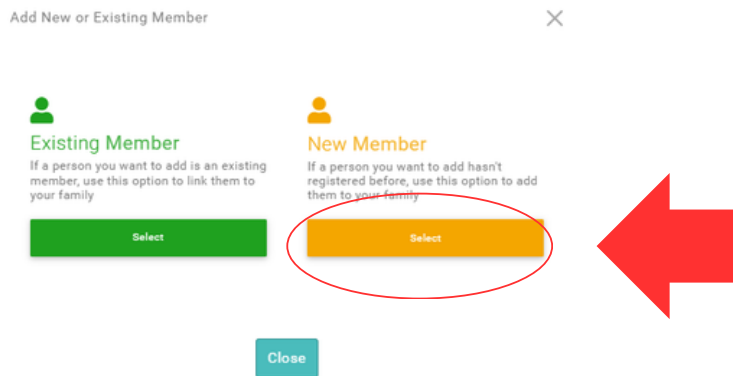 Add New or Existing Member
Existing Member
If a person you want to add is an existing
member, use this option to link them to
your family
Select
New Member
If a person you want to add hasn't
registered before, use this option to add
them to your family
Select
Close